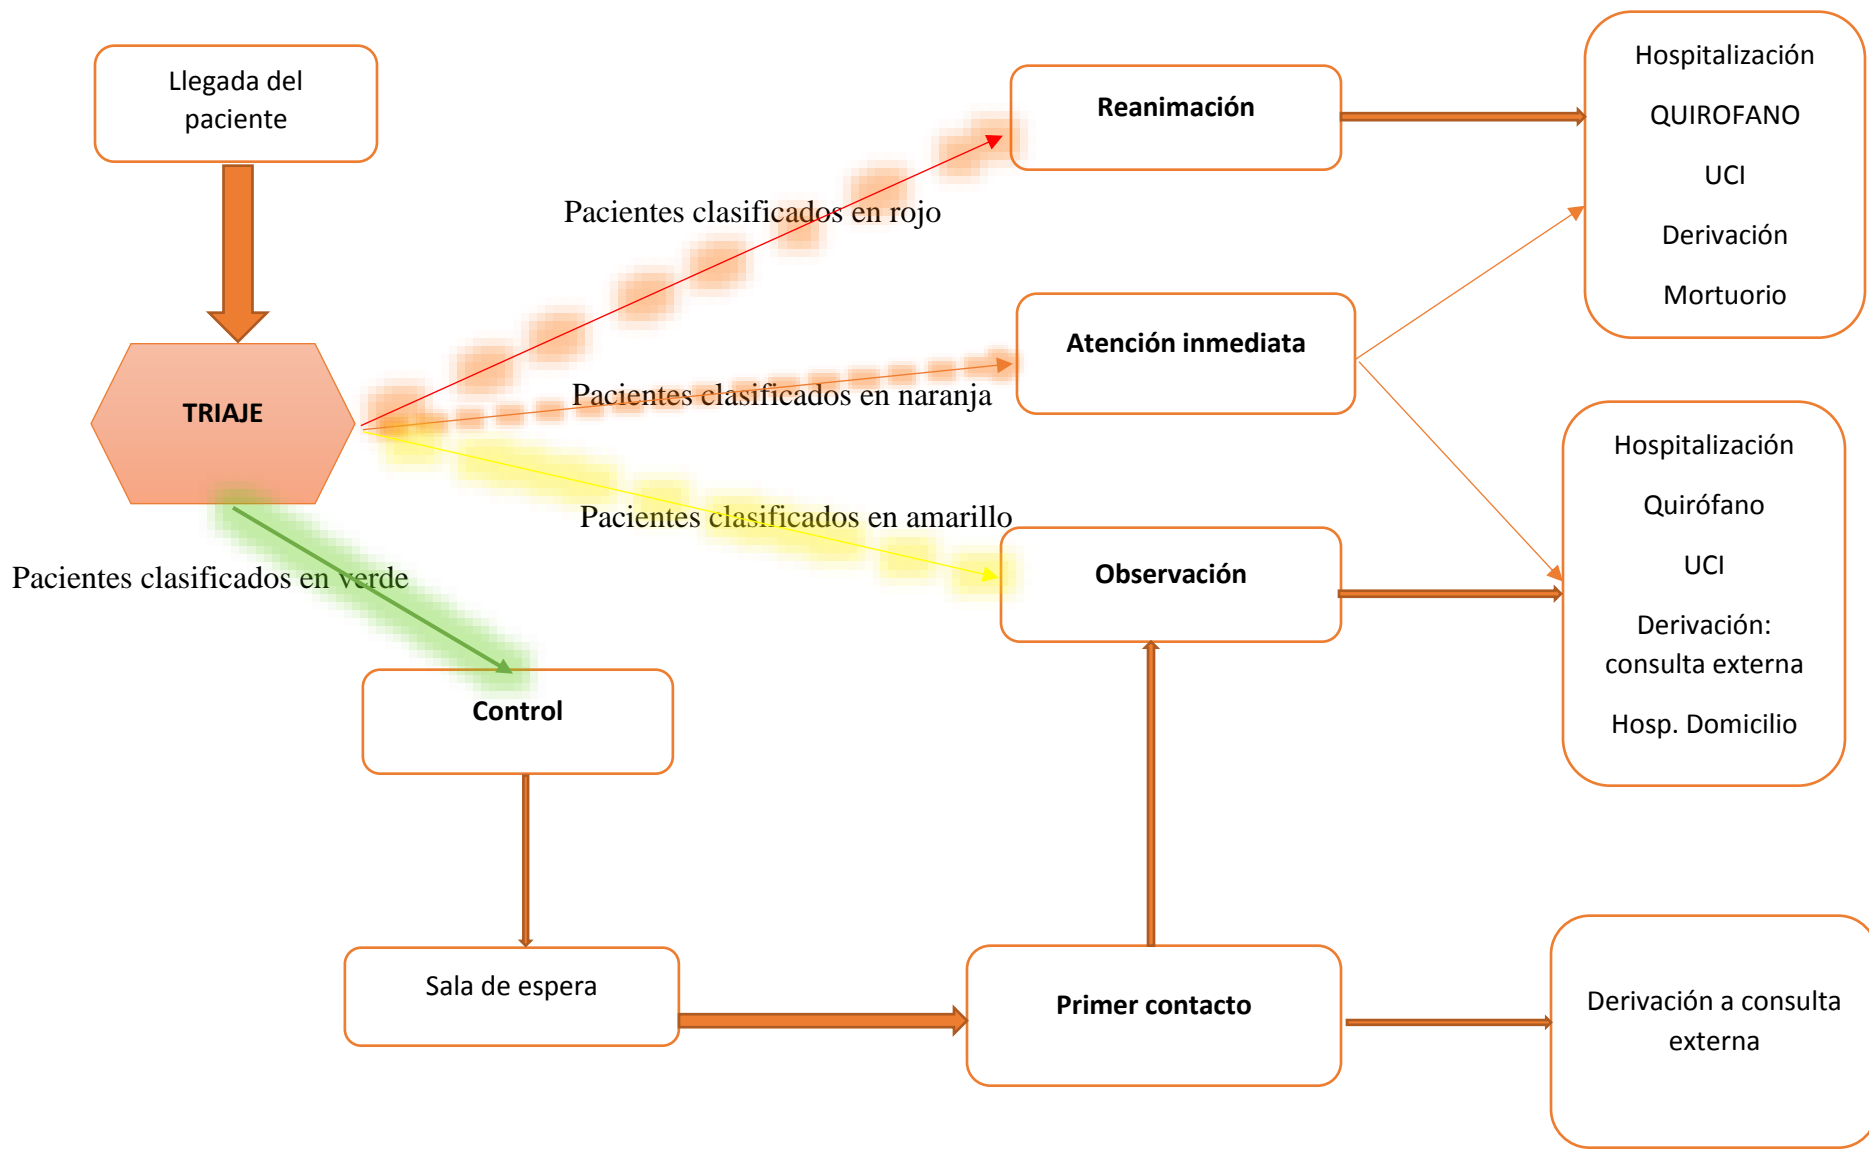 Llegada del
paciente
TRIAJE
Pacientes clasificados en rojo
Pacientes clasificados en naranja
Pacientes clasificados en amarillo
Pacientes clasificados en verde
Reanimación
Atención inmediata
Observación
Control
Sala de espera
Primer contacto
Hospitalización
QUIROFANO
UCI
Derivación
Mortuorio
Hospitalización
Quirófano
UCI
Derivación:
consulta externa
Hosp. Domicilio
Derivación a consulta
externa